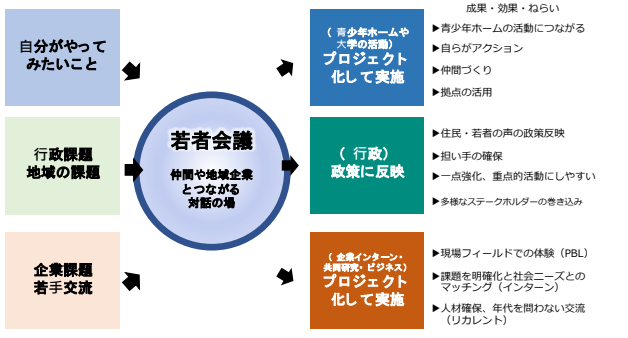 自分がやって
みたいこと
行政課題
地域の課題
企業課題
若手交流
若者会議
仲間や地域企業
とつながる
対話の場
（ 青少年ホームや
大学の活動）
プロジェクト
化して実施
（ 行政）
政策に反映
（ 企業インターン・
共同研究・ビジネス）
プロジェクト
化して実施
成果・効果・ねらい
▶青少年ホームの活動につながる
▶自らがアクション
▶仲間づくり
▶拠点の活用
▶住民・若者の声の政策反映
▶担い手の確保
▶一点強化、重点的活動にしやすい
▶多様なステークホルダーの巻き込み
▶現場フィールドでの体験（PBL）
▶課題を明確化と社会ニーズとの
マッチング（インターン）
▶人材確保、年代を問わない交流
（リカレント）